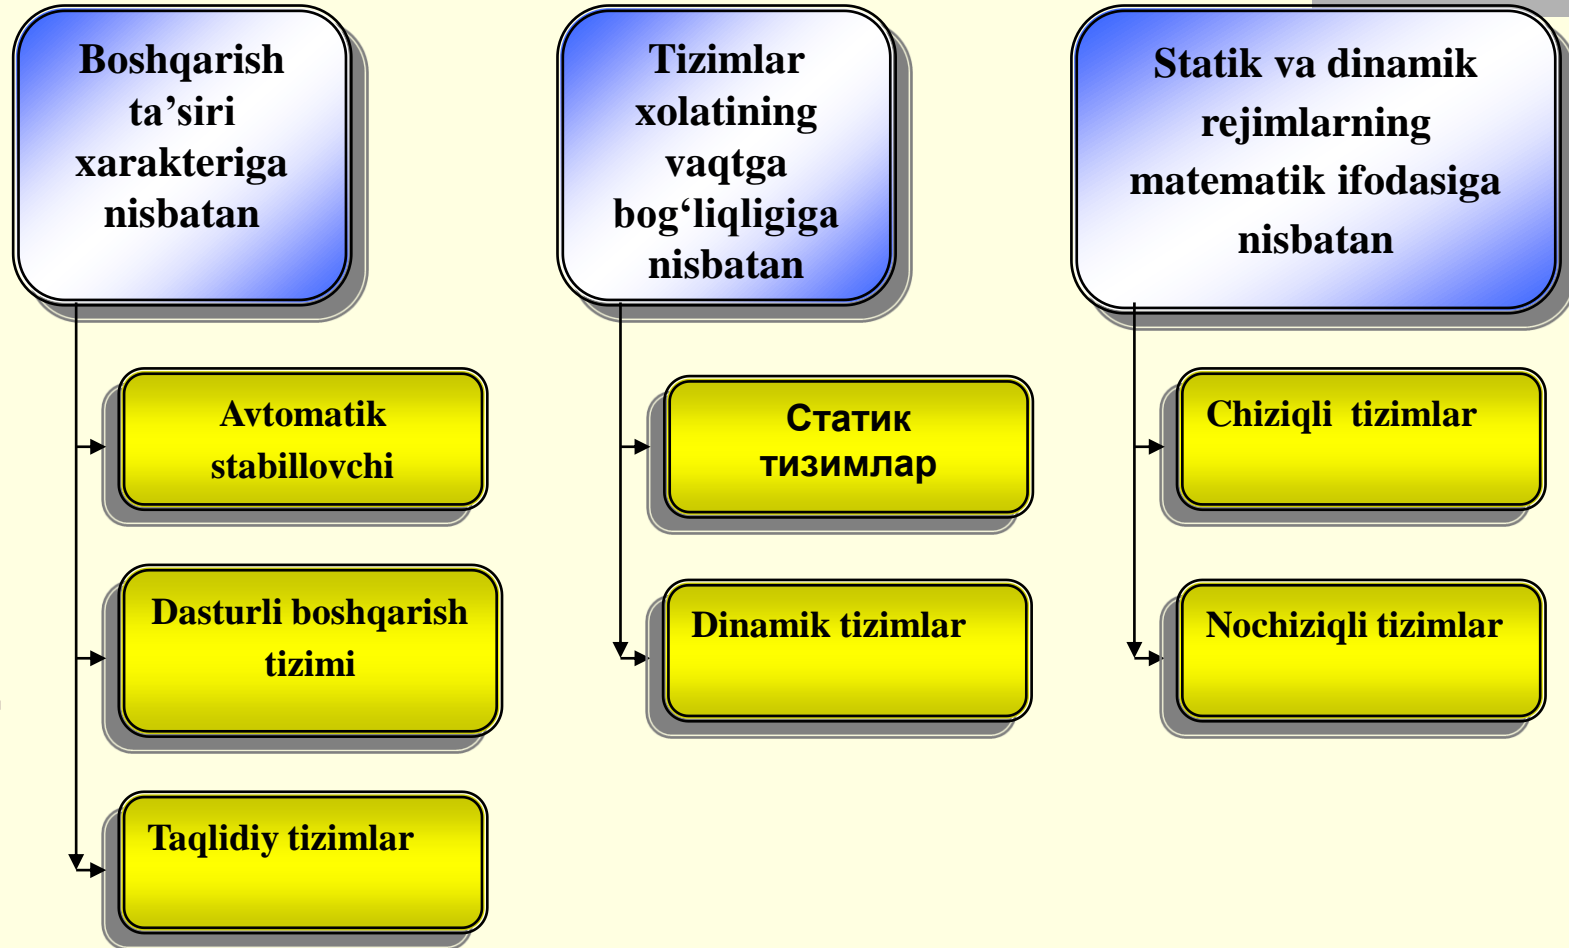 Boshqarish
ta’siri
xarakteriga
nisbatan
Avtomatik
stabillovchi
Dasturli boshqarish
tizimi
Taqlidiy tizimlar
Tizimlar
xolatining
vaqtga
bog‘liqligiga
nisbatan
Статик
тизимлар
Dinamik tizimlar
Statik va dinamik
rejimlarning
matematik ifodasiga
nisbatan
Chiziqli tizimlar
Nochiziqli tizimlar